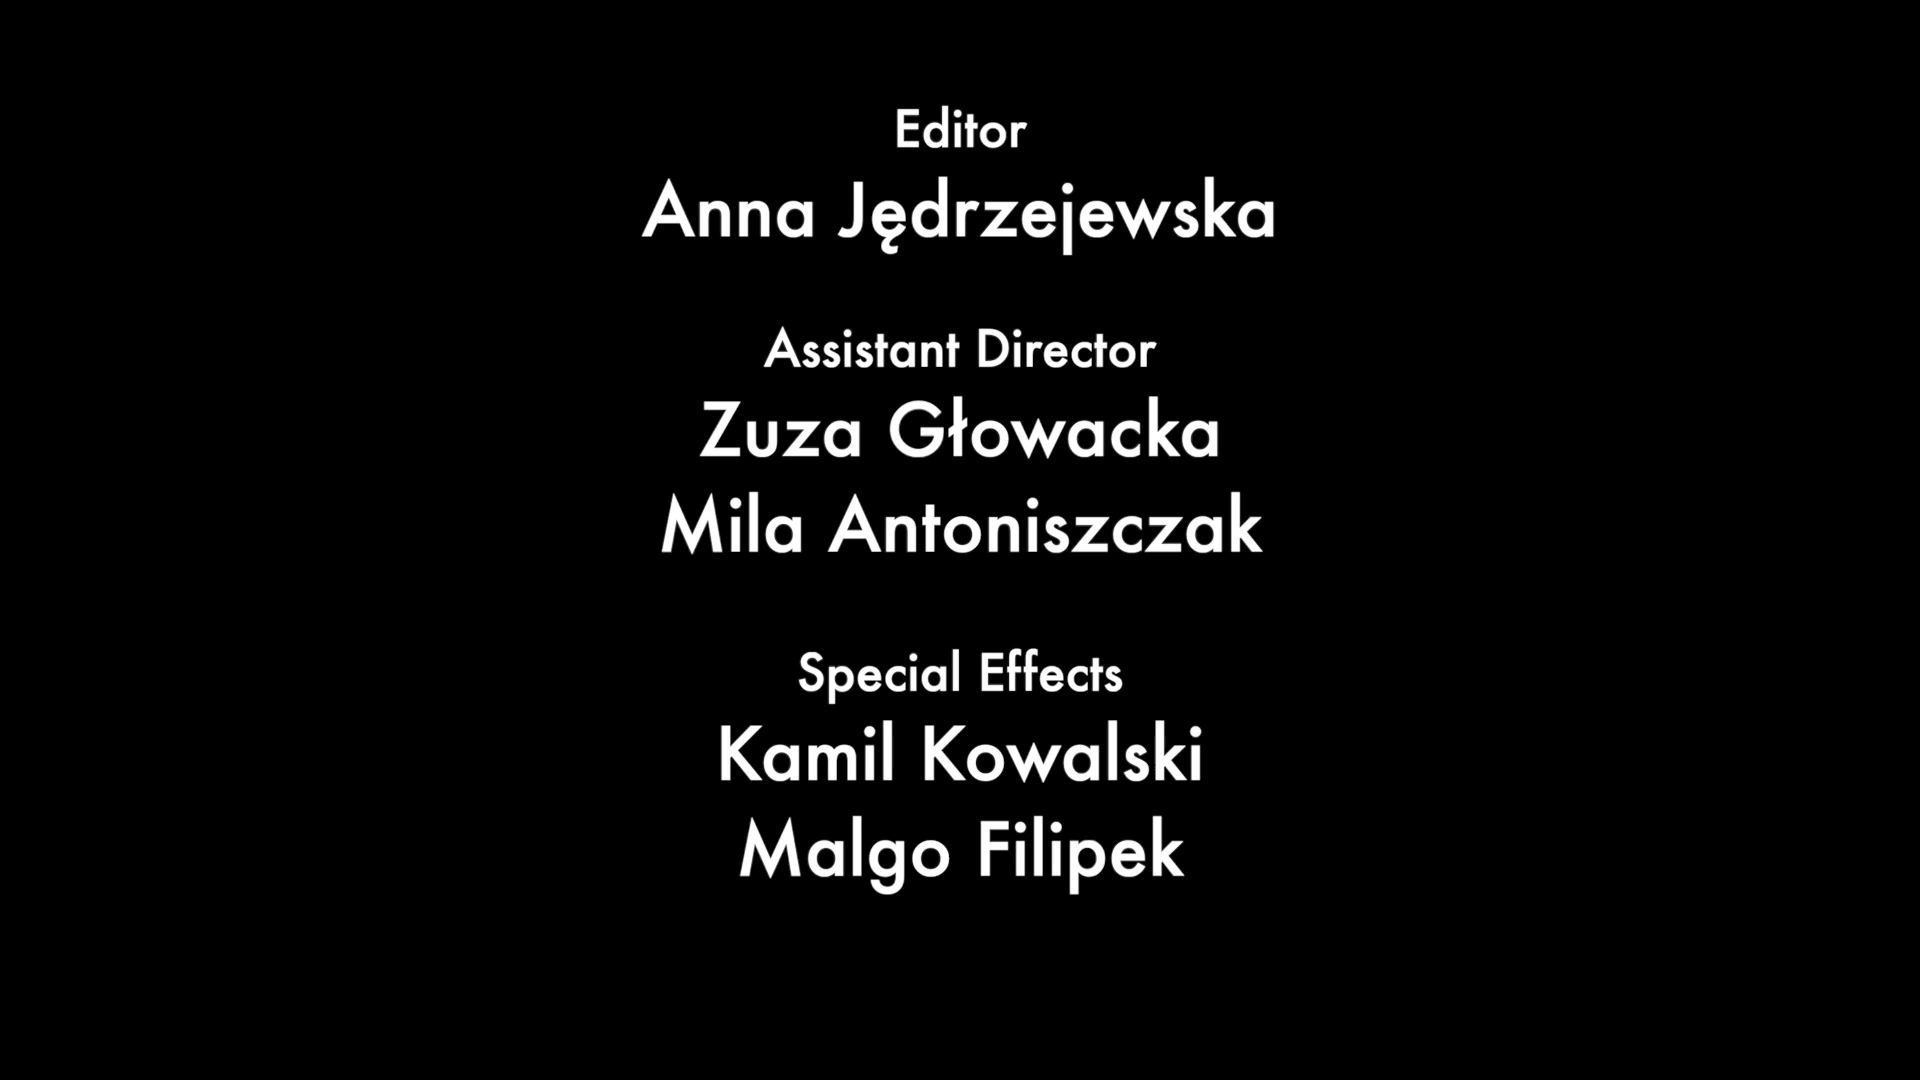 Editor
Anna Jędrzejewska
Assistant Director
Zuza Głowacka
Mila Antoniszczak
Special Effects
Kamil Kowalski
Malgo Filipek